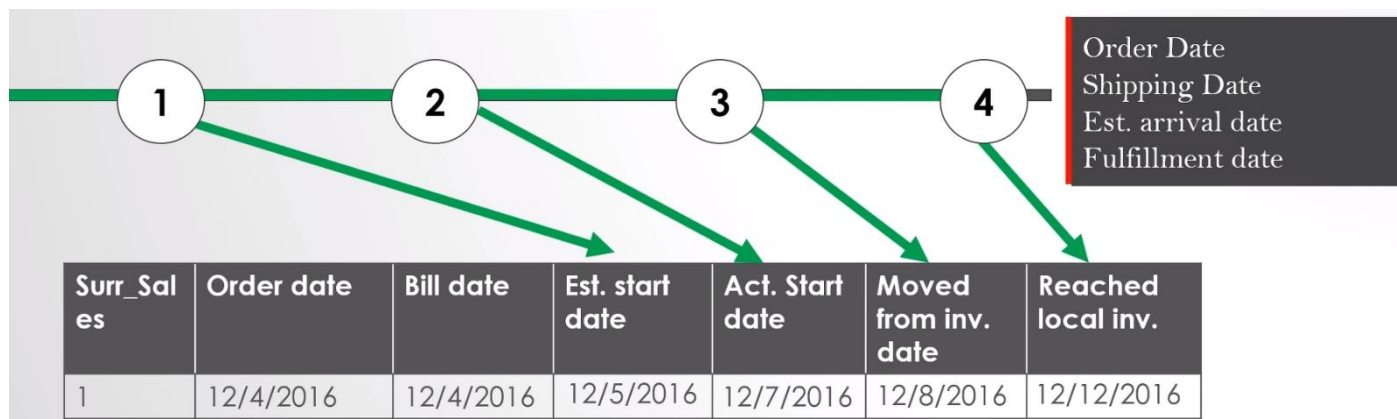 1
2
3
4
Order Date
Shipping Date
Est. arrival date
Fulfillment date
Surr_Sal
es
Order date
Bill date
Est. start
date
Act. Start
date
Moved
from inv.
date
Reached
local inv.
1
12/4/2016
12/4/2016
12/5/2016
12/7/2016
12/8/2016
12/12/2016